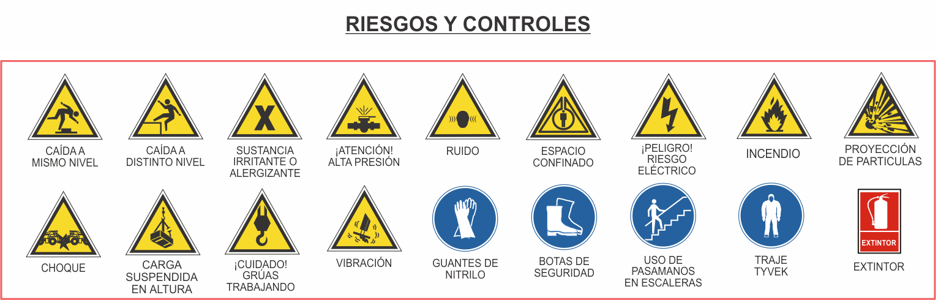 RIESGOS Y CONTROLES
CAÍDA A
MISMO NIVEL
CAÍDA A
DISTINTO NIVEL
SUSTANCIA
IRRITANTE O
ALERGIZANTE
¡ATENCIÓN!
ALTA PRESIÓN
RUIDO
ESPACIO
CONFINADO
¡PELIGRO!
RIESGO
ELÉCTRICO
INCENDIO
PROYECCIÓN
DE PARTICULAS
CHOQUE
CARGA
SUSPENDIDA
EN ALTURA
¡CUIDADO!
GRÚAS
TRABAJANDO
VIBRACIÓN
GUANTES DE
NITRILO
BOTAS DE
SEGURIDAD
USO DE
PASAMANOS
EN ESCALERAS
TRAJE
TYVEK
EXTINTOR
EXTINTOR